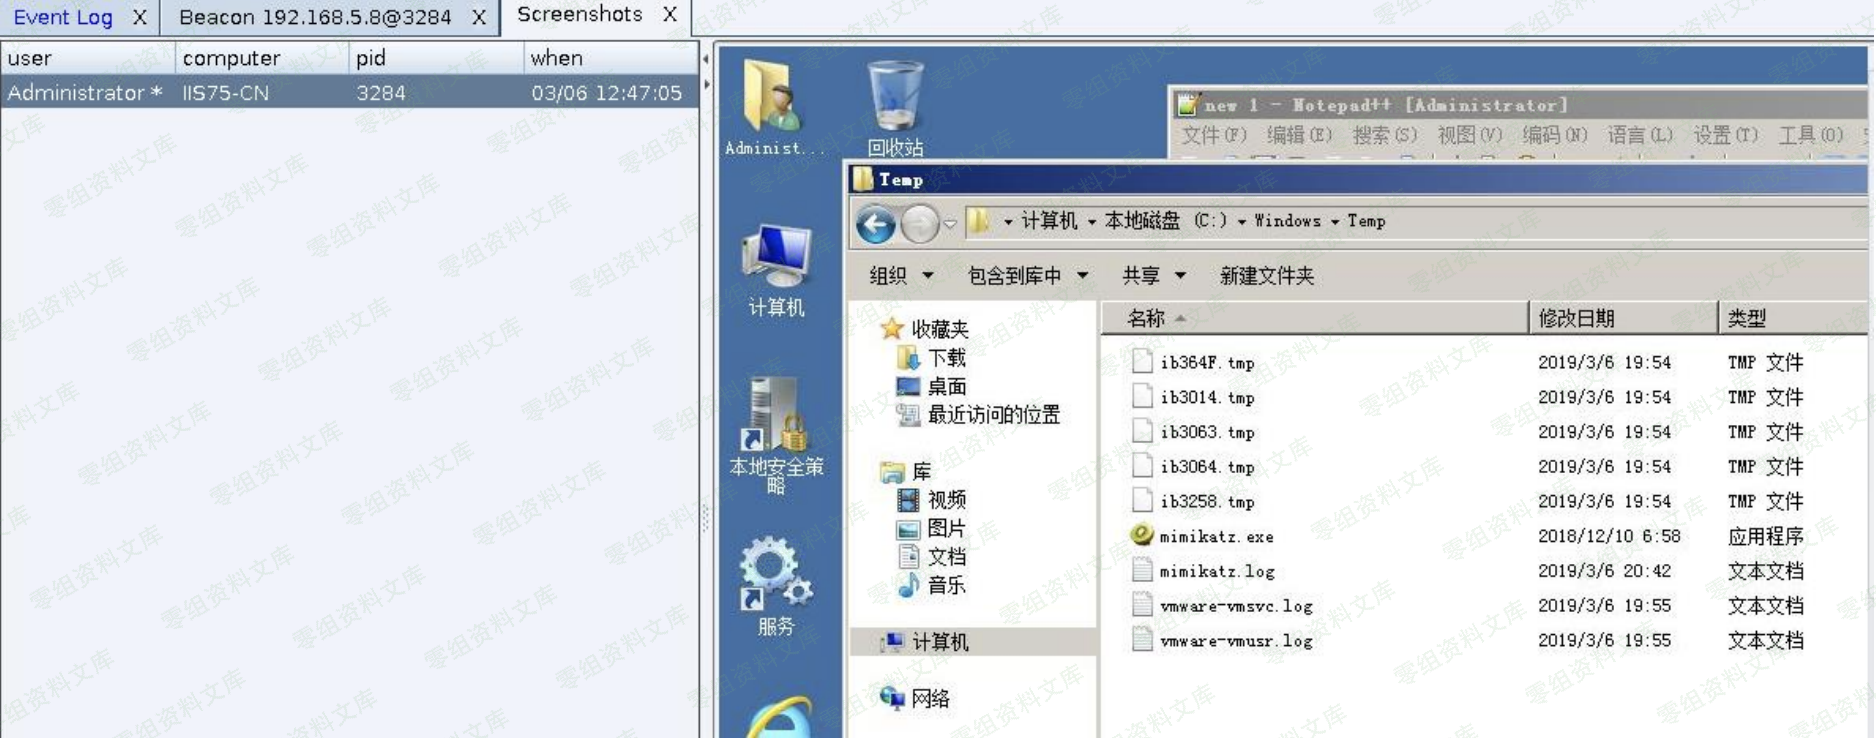 Event Log X Beacon 192.168.5.8@3284 X Screenshots X
user computer pid when
Administrator * IIS75-CN 3284 03/06 12:47:05
Administ...
回收站
计算机
本地安全策
略
服务
new 1 - Notepad++ [Administrator]
文件(F) 编辑(E) 搜索(S) 视图(V) 编码(N) 语言(L) 设置(T) 工具(O)
Temp
计算机 本地磁盘 (C:) Windows Temp
组织 包含到库中 共享 新建文件夹
收藏夹
下载
桌面
最近访问的位置
库
视频
图片
文档
音乐
计算机
网络
名称 修改日期 类型
ib364F.tmp 2019/3/6 19:54 TMP 文件
ib3014.tmp 2019/3/6 19:54 TMP 文件
ib3063.tmp 2019/3/6 19:54 TMP 文件
ib3064.tmp 2019/3/6 19:54 TMP 文件
ib3258.tmp 2019/3/6 19:54 TMP 文件
mimikatz.exe 2018/12/10 6:58 应用程序
mimikatz.log 2019/3/6 20:42 文本文档
vmware-vmsvc.log 2019/3/6 19:55 文本文档
vmware-vmusr.log 2019/3/6 19:55 文本文档
零组资料文库